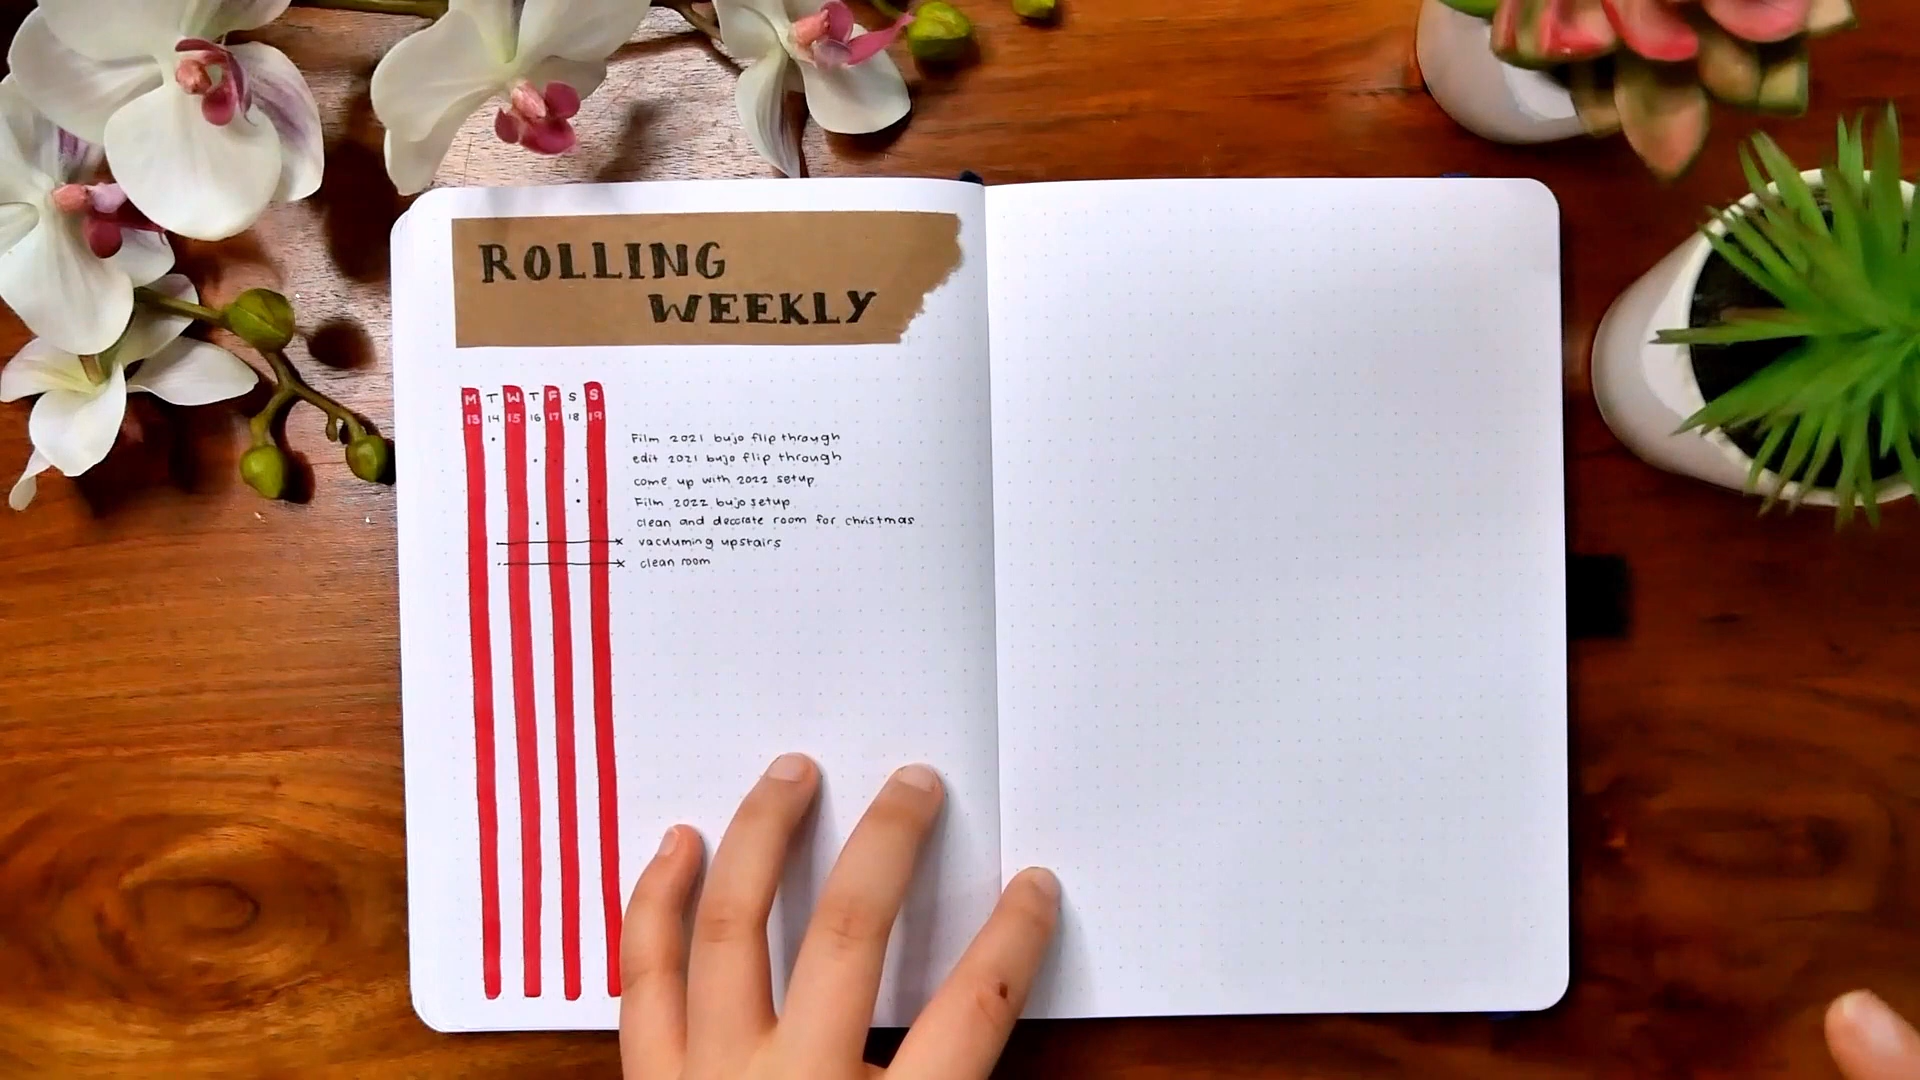 ROLLING
WEEKLY
M T W T F S S
13 14 15 16 17 18 19
Film 2021 bujo flip through
edit 2021 bujo flip through
come up with 2022 setup
Film 2022 bujo setup
clean and decorate room for christmas
vacuuming upstairs
clean room